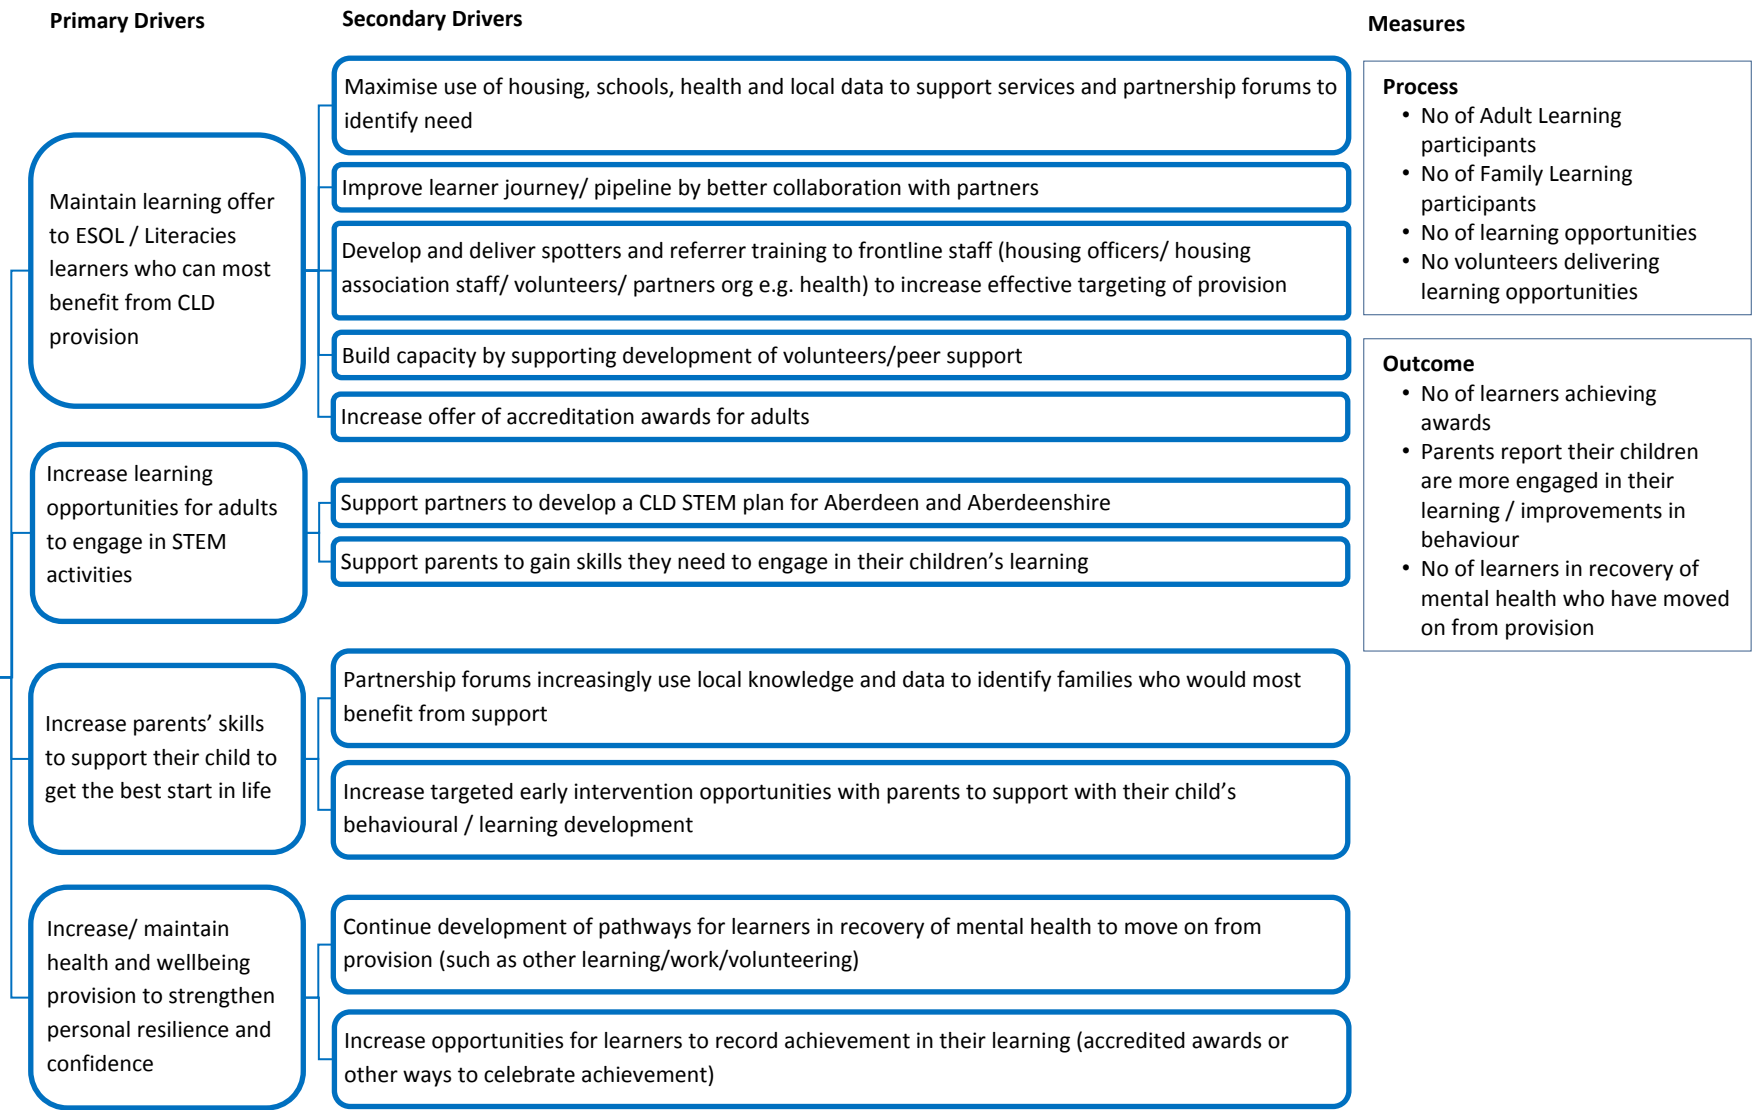 Primary Drivers
Secondary Drivers
Measures
Maintain learning offer
to ESOL / Literacies
learners who can most
benefit from CLD
provision
Maximise use of housing, schools, health and local data to support services and partnership forums to
identify need
Improve learner journey/ pipeline by better collaboration with partners
Develop and deliver spotters and referrer training to frontline staff (housing officers/ housing
association staff/ volunteers/ partners org e.g. health) to increase effective targeting of provision
Build capacity by supporting development of volunteers/peer support
Increase offer of accreditation awards for adults
Increase learning
opportunities for adults
to engage in STEM
activities
Support partners to develop a CLD STEM plan for Aberdeen and Aberdeenshire
Support parents to gain skills they need to engage in their children’s learning
Increase parents’ skills
to support their child to
get the best start in life
Partnership forums increasingly use local knowledge and data to identify families who would most
benefit from support
Increase targeted early intervention opportunities with parents to support with their child’s
behavioural / learning development
Increase/ maintain
health and wellbeing
provision to strengthen
personal resilience and
confidence
Continue development of pathways for learners in recovery of mental health to move on from
provision (such as other learning/work/volunteering)
Increase opportunities for learners to record achievement in their learning (accredited awards or
other ways to celebrate achievement)
Process
• No of Adult Learning
participants
• No of Family Learning
participants
• No of learning opportunities
• No volunteers delivering
learning opportunities
Outcome
• No of learners achieving
awards
• Parents report their children
are more engaged in their
learning / improvements in
behaviour
• No of learners in recovery of
mental health who have moved
on from provision